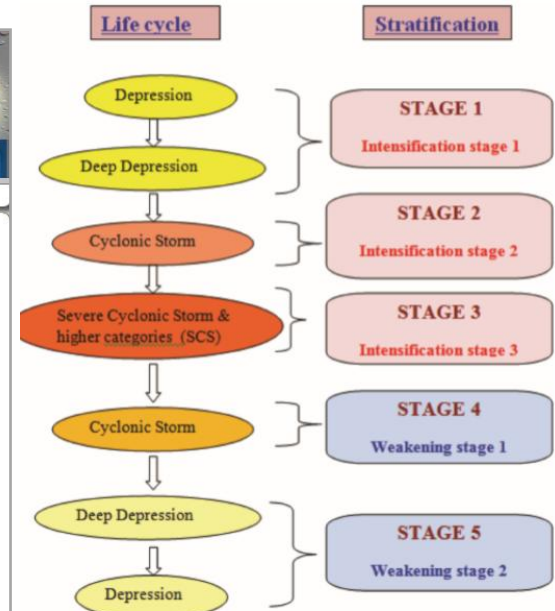 Life cycle
Stratification
Depression
Deep Depression
STAGE 1
Intensification stage 1
Cyclonic Storm
STAGE 2
Intensification stage 2
Severe Cyclonic Storm &
higher categories (SCS)
STAGE 3
Intensification stage 3
Cyclonic Storm
STAGE 4
Weakening stage 1
Deep Depression
Depression
STAGE 5
Weakening stage 2